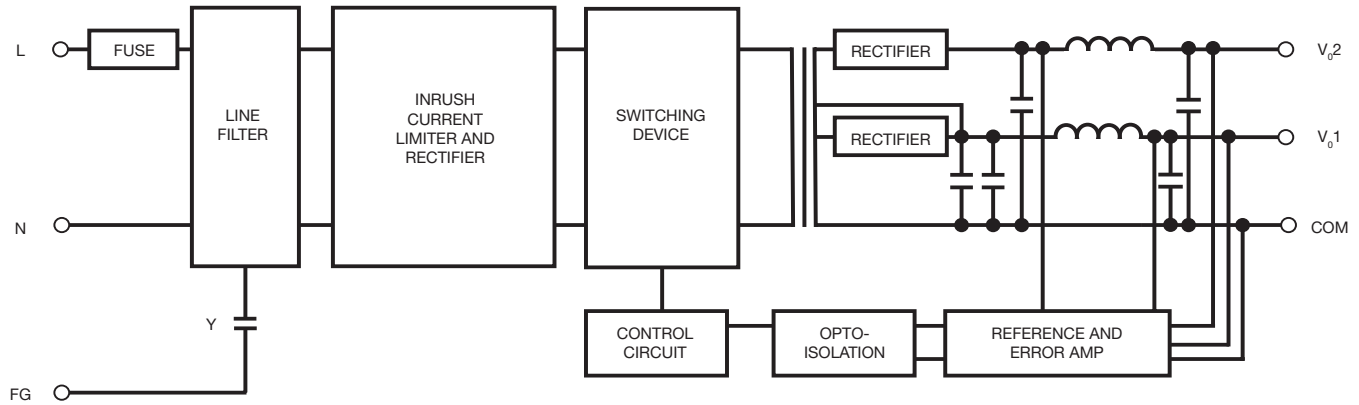 L
FUSE
LINE
FILTER
INRUSH
CURRENT
LIMITER AND
RECTIFIER
SWITCHING
DEVICE
RECTIFIER
V₀2
RECTIFIER
V₀1
N
COM
Y
CONTROL
CIRCUIT
OPTO-
ISOLATION
REFERENCE AND
ERROR AMP
FG